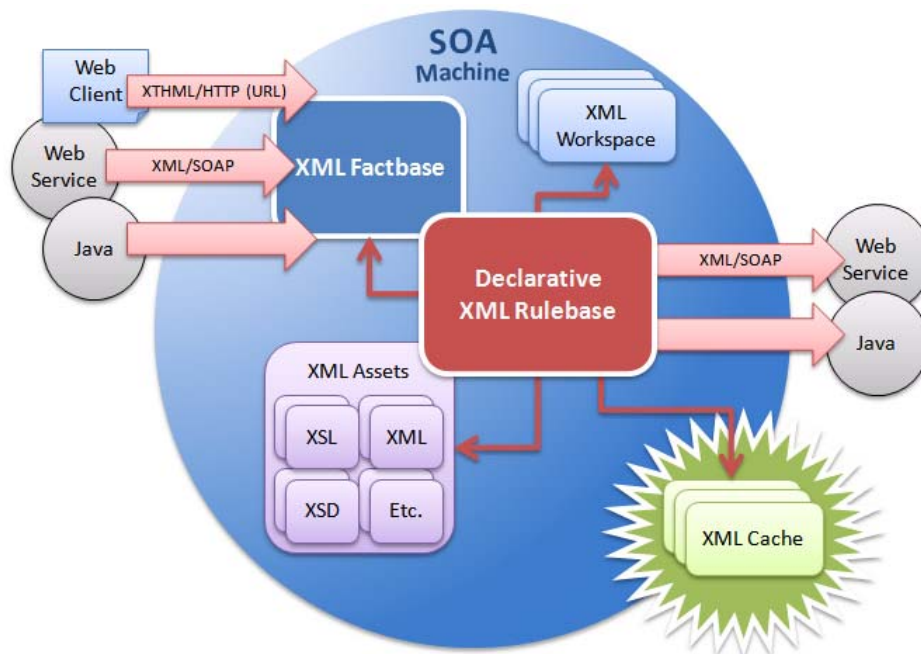 SOA
Machine
Web
Client
XTHML/HTTP (URL)
XML
Workspace
Web
Service
XML/SOAP
XML Factbase
Java
Declarative
XML Rulebase
XML/SOAP
Web
Service
Java
XML Assets
XSL
XML
XSD
Etc.
XML Cache